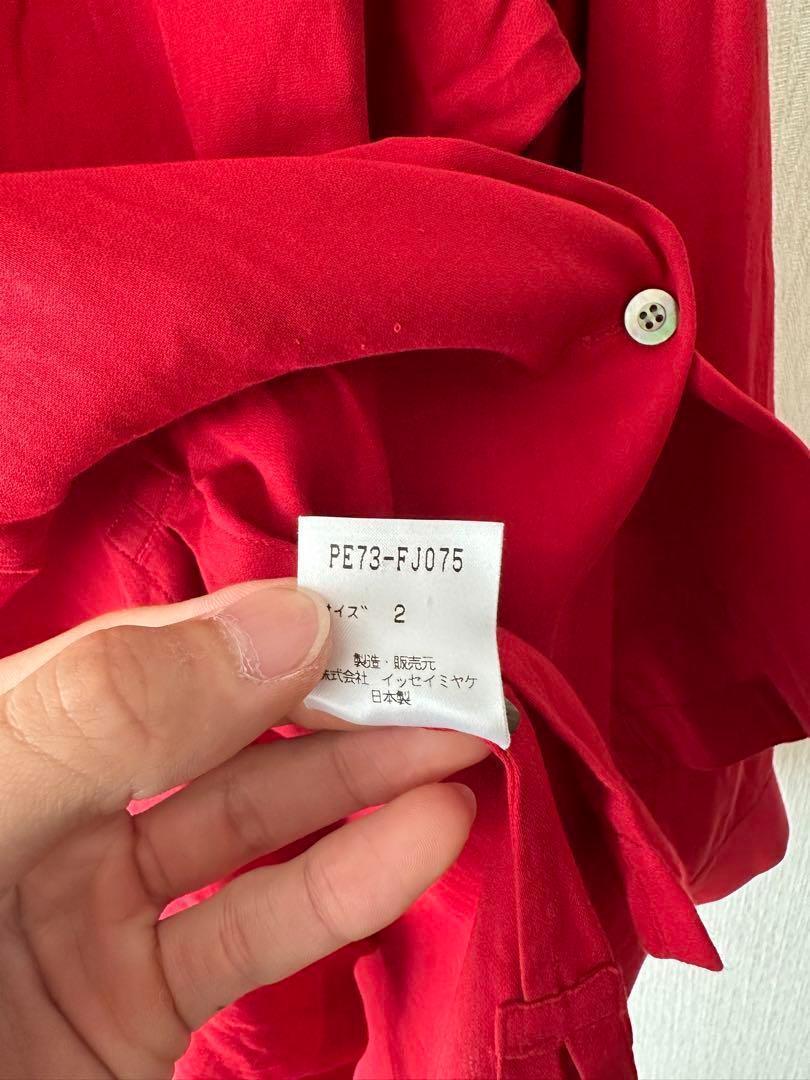 PE73-FJ075
イズ 2
製造・販売元
式会社 イッセイミヤケ
日本製